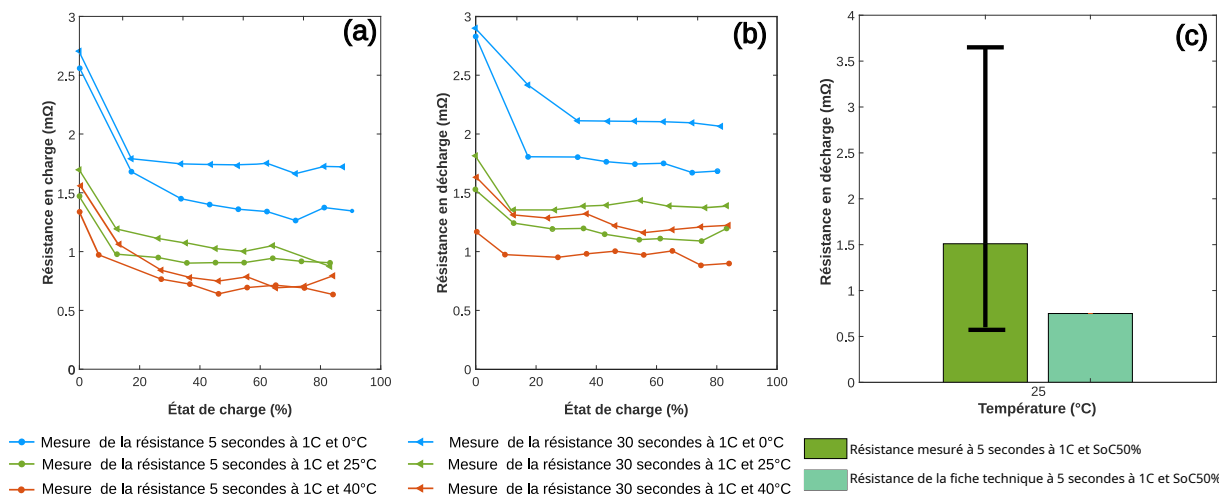 (a)
Résistance en charge (mΩ)
3
2.5
2
1.5
1
0.5
0
0 20 40 60 80 100
État de charge (%)
(b)
Résistance en décharge (mΩ)
3
2.5
2
1.5
1
0.5
0
0 20 40 60 80 100
État de charge (%)
(c)
Résistance en décharge (mΩ)
4
3.5
3
2.5
2
1.5
1
0.5
0
25
Température (°C)
Mesure de la résistance 5 secondes à 1C et 0°C
Mesure de la résistance 5 secondes à 1C et 25°C
Mesure de la résistance 5 secondes à 1C et 40°C
Mesure de la résistance 30 secondes à 1C et 0°C
Mesure de la résistance 30 secondes à 1C et 25°C
Mesure de la résistance 30 secondes à 1C et 40°C
Résistance mesuré à 5 secondes à 1C et SoC50%
Résistance de la fiche technique à 5 secondes à 1C et SoC50%